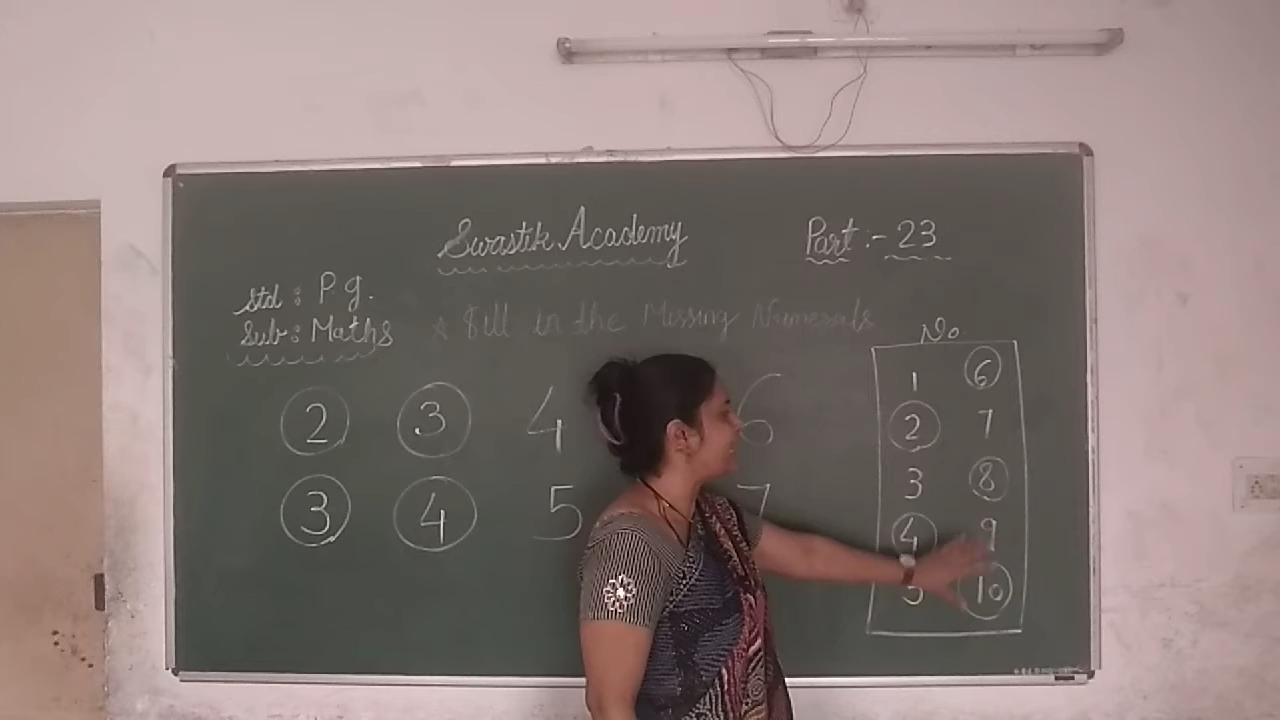 Swastik Academy
Part :- 23
Std : P g.
Sub : Maths
☆ Fill in the Missing Numerals
2 3 4 6
3 4 5 7
No
1 6
2 7
3 8
4 9
5 10